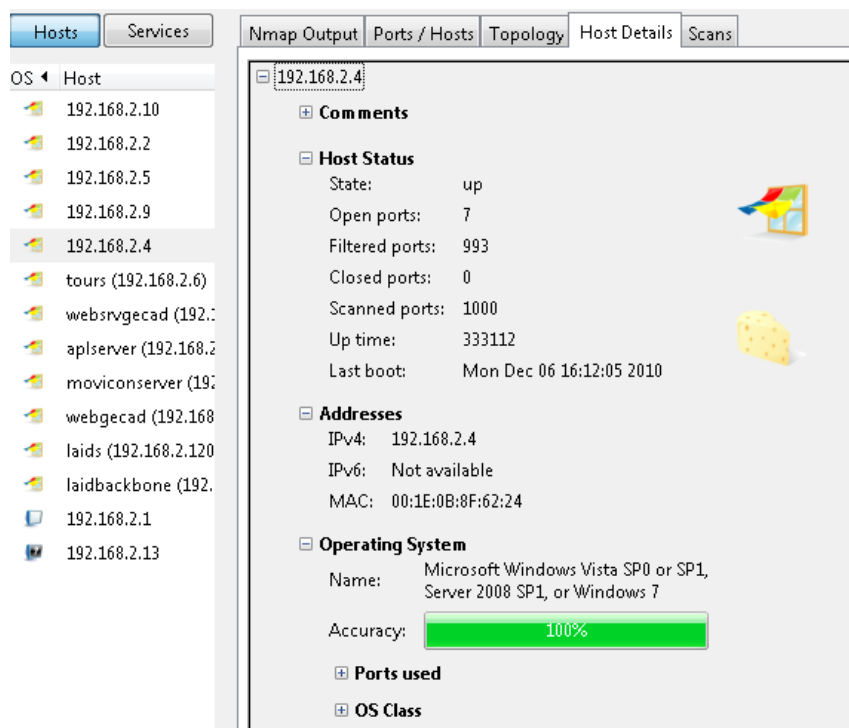 Hosts Services
OS Host
192.168.2.10
192.168.2.2
192.168.2.5
192.168.2.9
192.168.2.4
tours (192.168.2.6)
websrvgecad (192.1
aplserver (192.168.2
moviconserver (192
webgecad (192.168
laids (192.168.2.120
laidbackbone (192.
192.168.2.1
192.168.2.13
Nmap Output Ports / Hosts Topology Host Details Scans
192.168.2.4
Comments
Host Status
State: up
Open ports: 7
Filtered ports: 993
Closed ports: 0
Scanned ports: 1000
Up time: 333112
Last boot: Mon Dec 06 16:12:05 2010
Addresses
IPv4: 192.168.2.4
IPv6: Not available
MAC: 00:1E:0B:8F:62:24
Operating System
Name: Microsoft Windows Vista SP0 or SP1,
Server 2008 SP1, or Windows 7
Accuracy: 100%
Ports used
OS Class